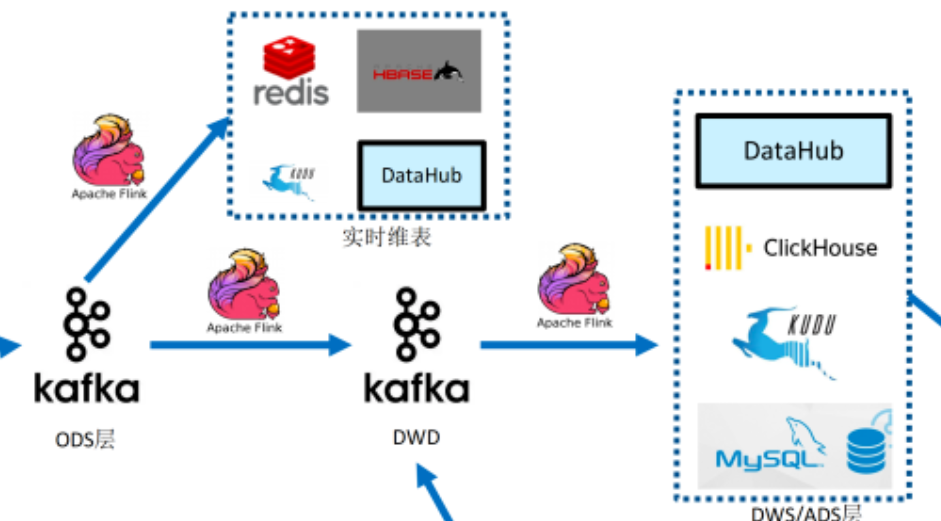 redis
HBASE
Apache Flink
KUDU
DataHub
实时维表
DataHub
ClickHouse
KUDU
MySQL
Apache Flink
Apache Flink
kafka
kafka
ODS层
DWD
DWS/ADS层